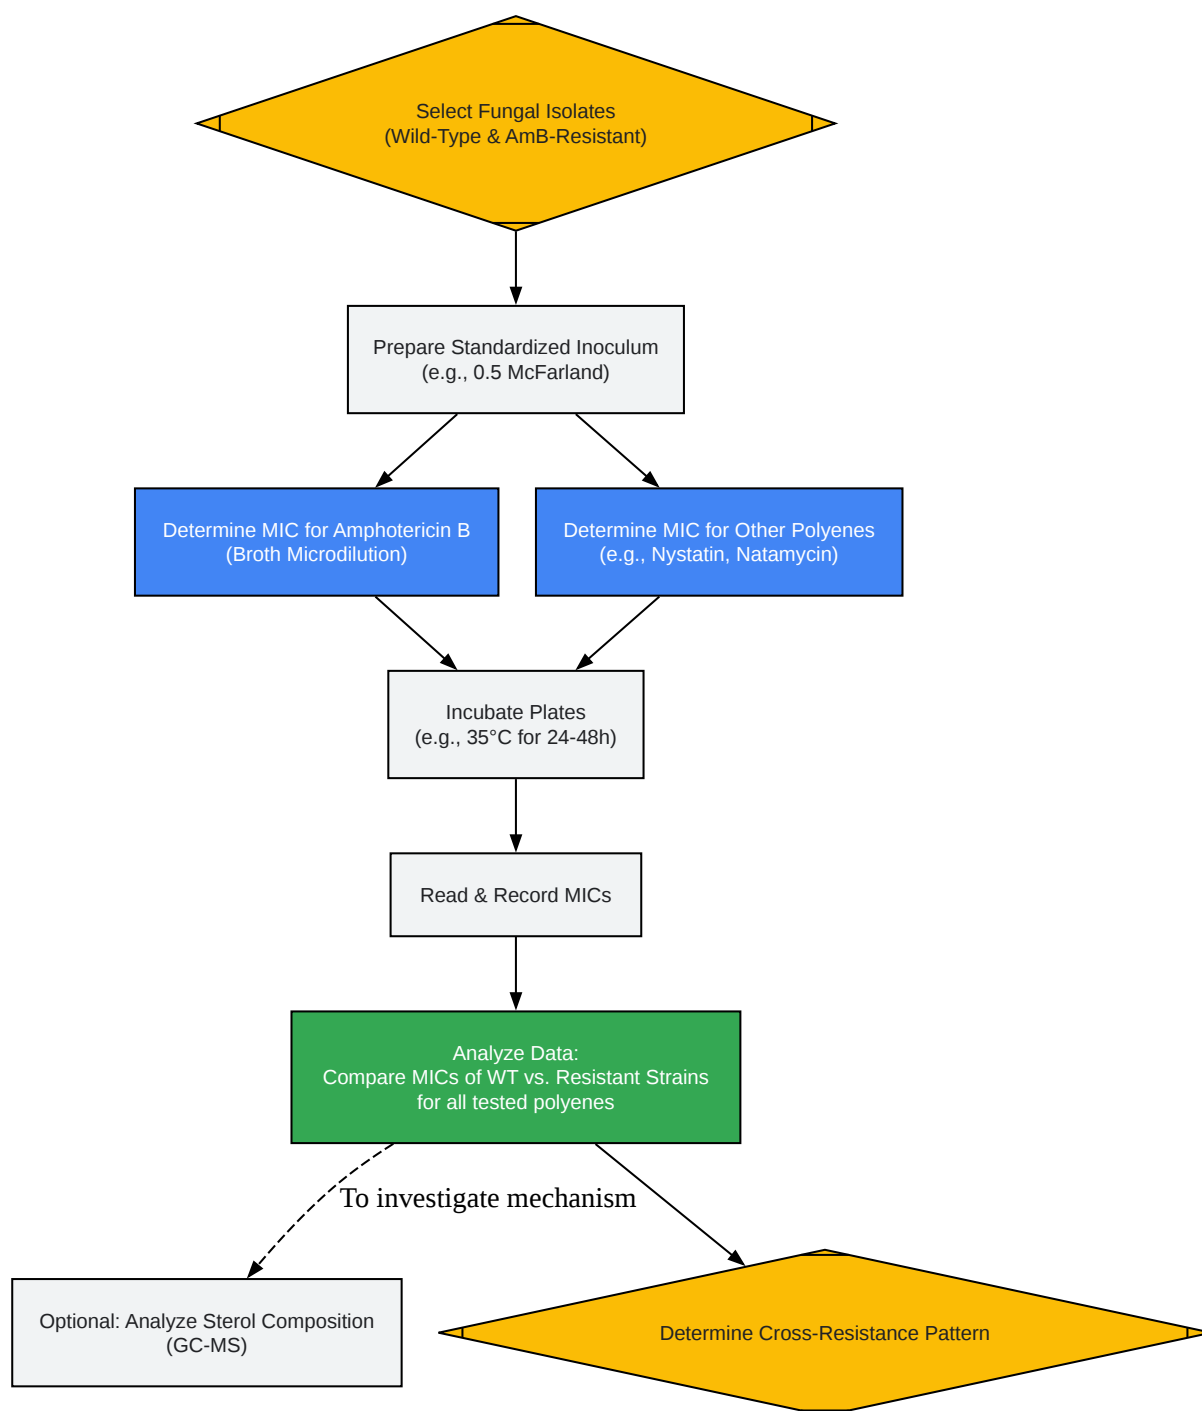 Select Fungal Isolates
(Wild-Type & AmB-Resistant)
Prepare Standardized Inoculum
(e.g., 0.5 McFarland)
Determine MIC for Amphotericin B
(Broth Microdilution)
Determine MIC for Other Polyenes
(e.g., Nystatin, Natamycin)
Incubate Plates
(e.g., 35°C for 24-48h)
Read & Record MICs
Analyze Data:
Compare MICs of WT vs. Resistant Strains
for all tested polyenes
To investigate mechanism
Optional: Analyze Sterol Composition
(GC-MS)
Determine Cross-Resistance Pattern